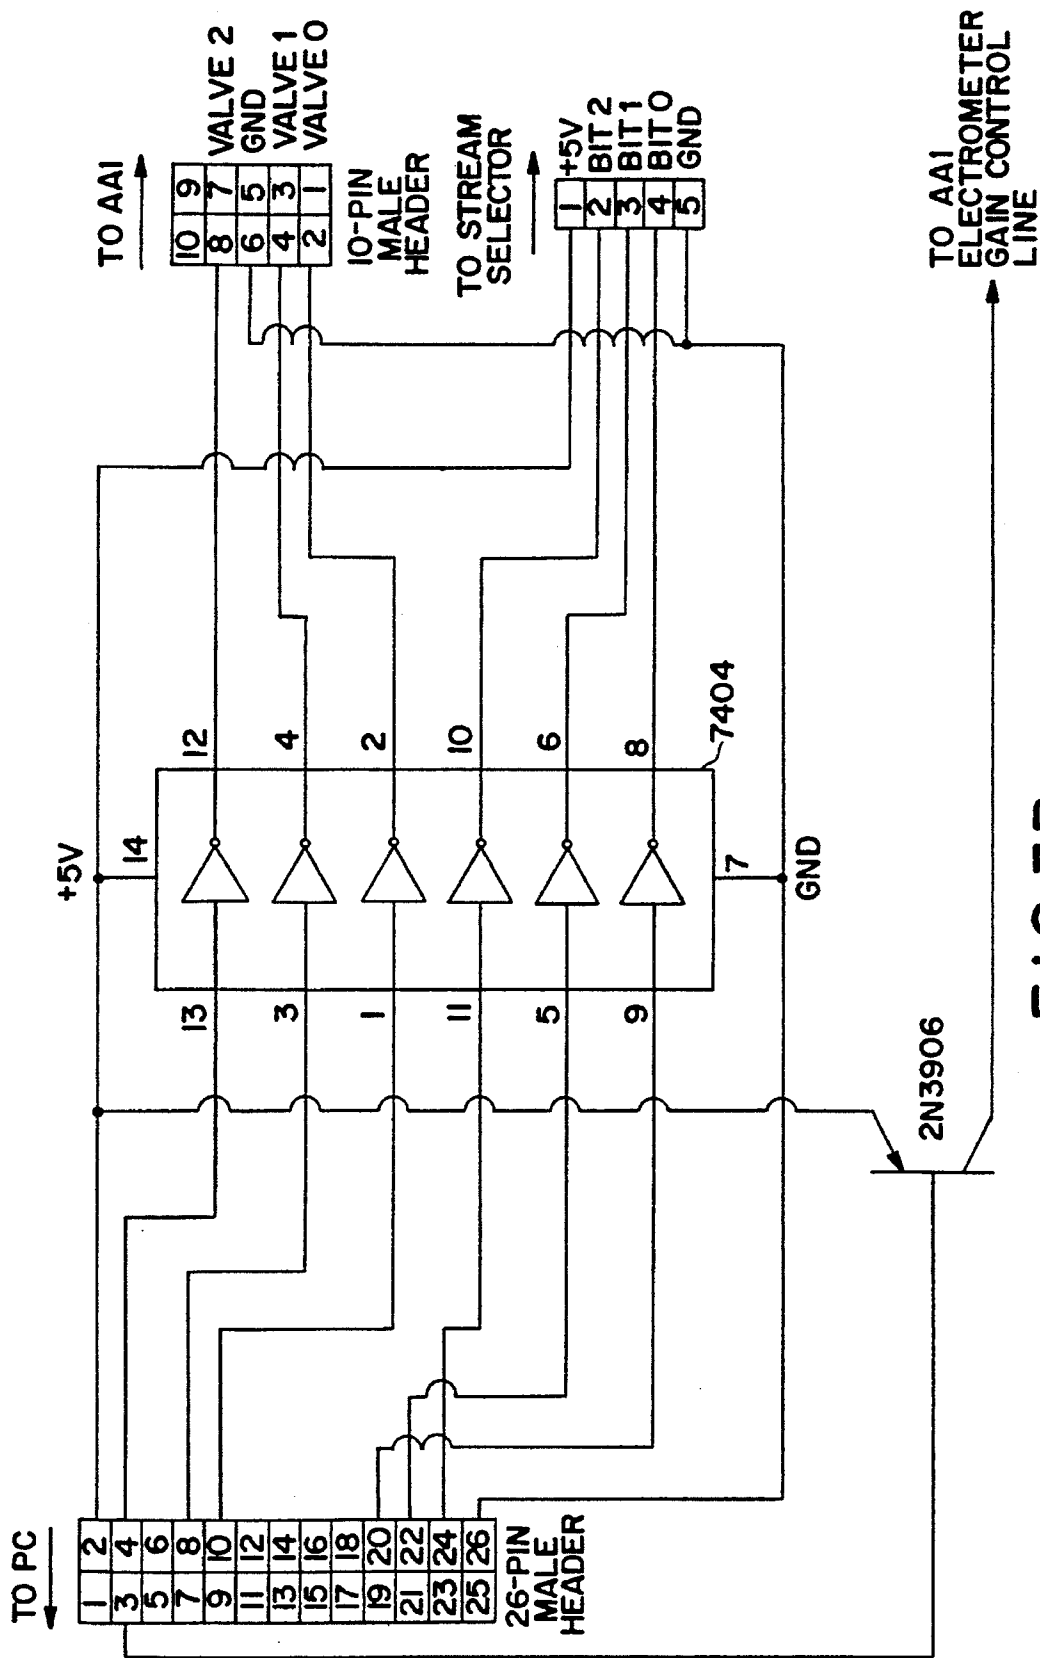 TO PC
1 2
3 4
5 6
7 8
9 10
11 12
13 14
15 16
17 18
19 20
21 22
23 24
25 26
26-PIN
MALE
HEADER
+5V
14
13
12
3
4
1
2
11
10
5
6
9
8
7
7404
GND
2N3906
TO AAI
10 9
8 7 VALVE 2
6 5 GND
4 3 VALVE 1
2 1 VALVE 0
10-PIN
MALE
HEADER
TO STREAM
SELECTOR
1 +5V
2 BIT 2
3 BIT 1
4 BIT 0
5 GND
TO AAI
ELECTROMETER
GAIN CONTROL
LINE